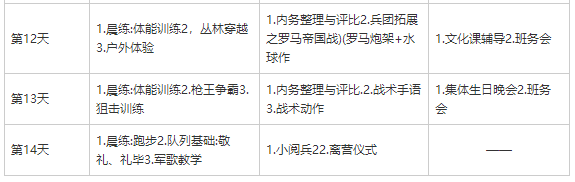 第12天
1.晨练:体能训练2，丛林穿越
3.户外体验
1.内务整理与评比2.兵团拓展
之罗马帝国战)(罗马炮架+水
球作
1.文化课辅导2.班务会
第13天
1.晨练:体能训练2.枪王争霸3.
狙击训练
1.内务整理与评比.2.战术手语
3.战术动作
1.集体生日晚会2.班务
会
第14天
1.晨练:跑步2.队列基础:敬
礼、礼毕3.军歌教学
1.小阅兵22.离营仪式
——